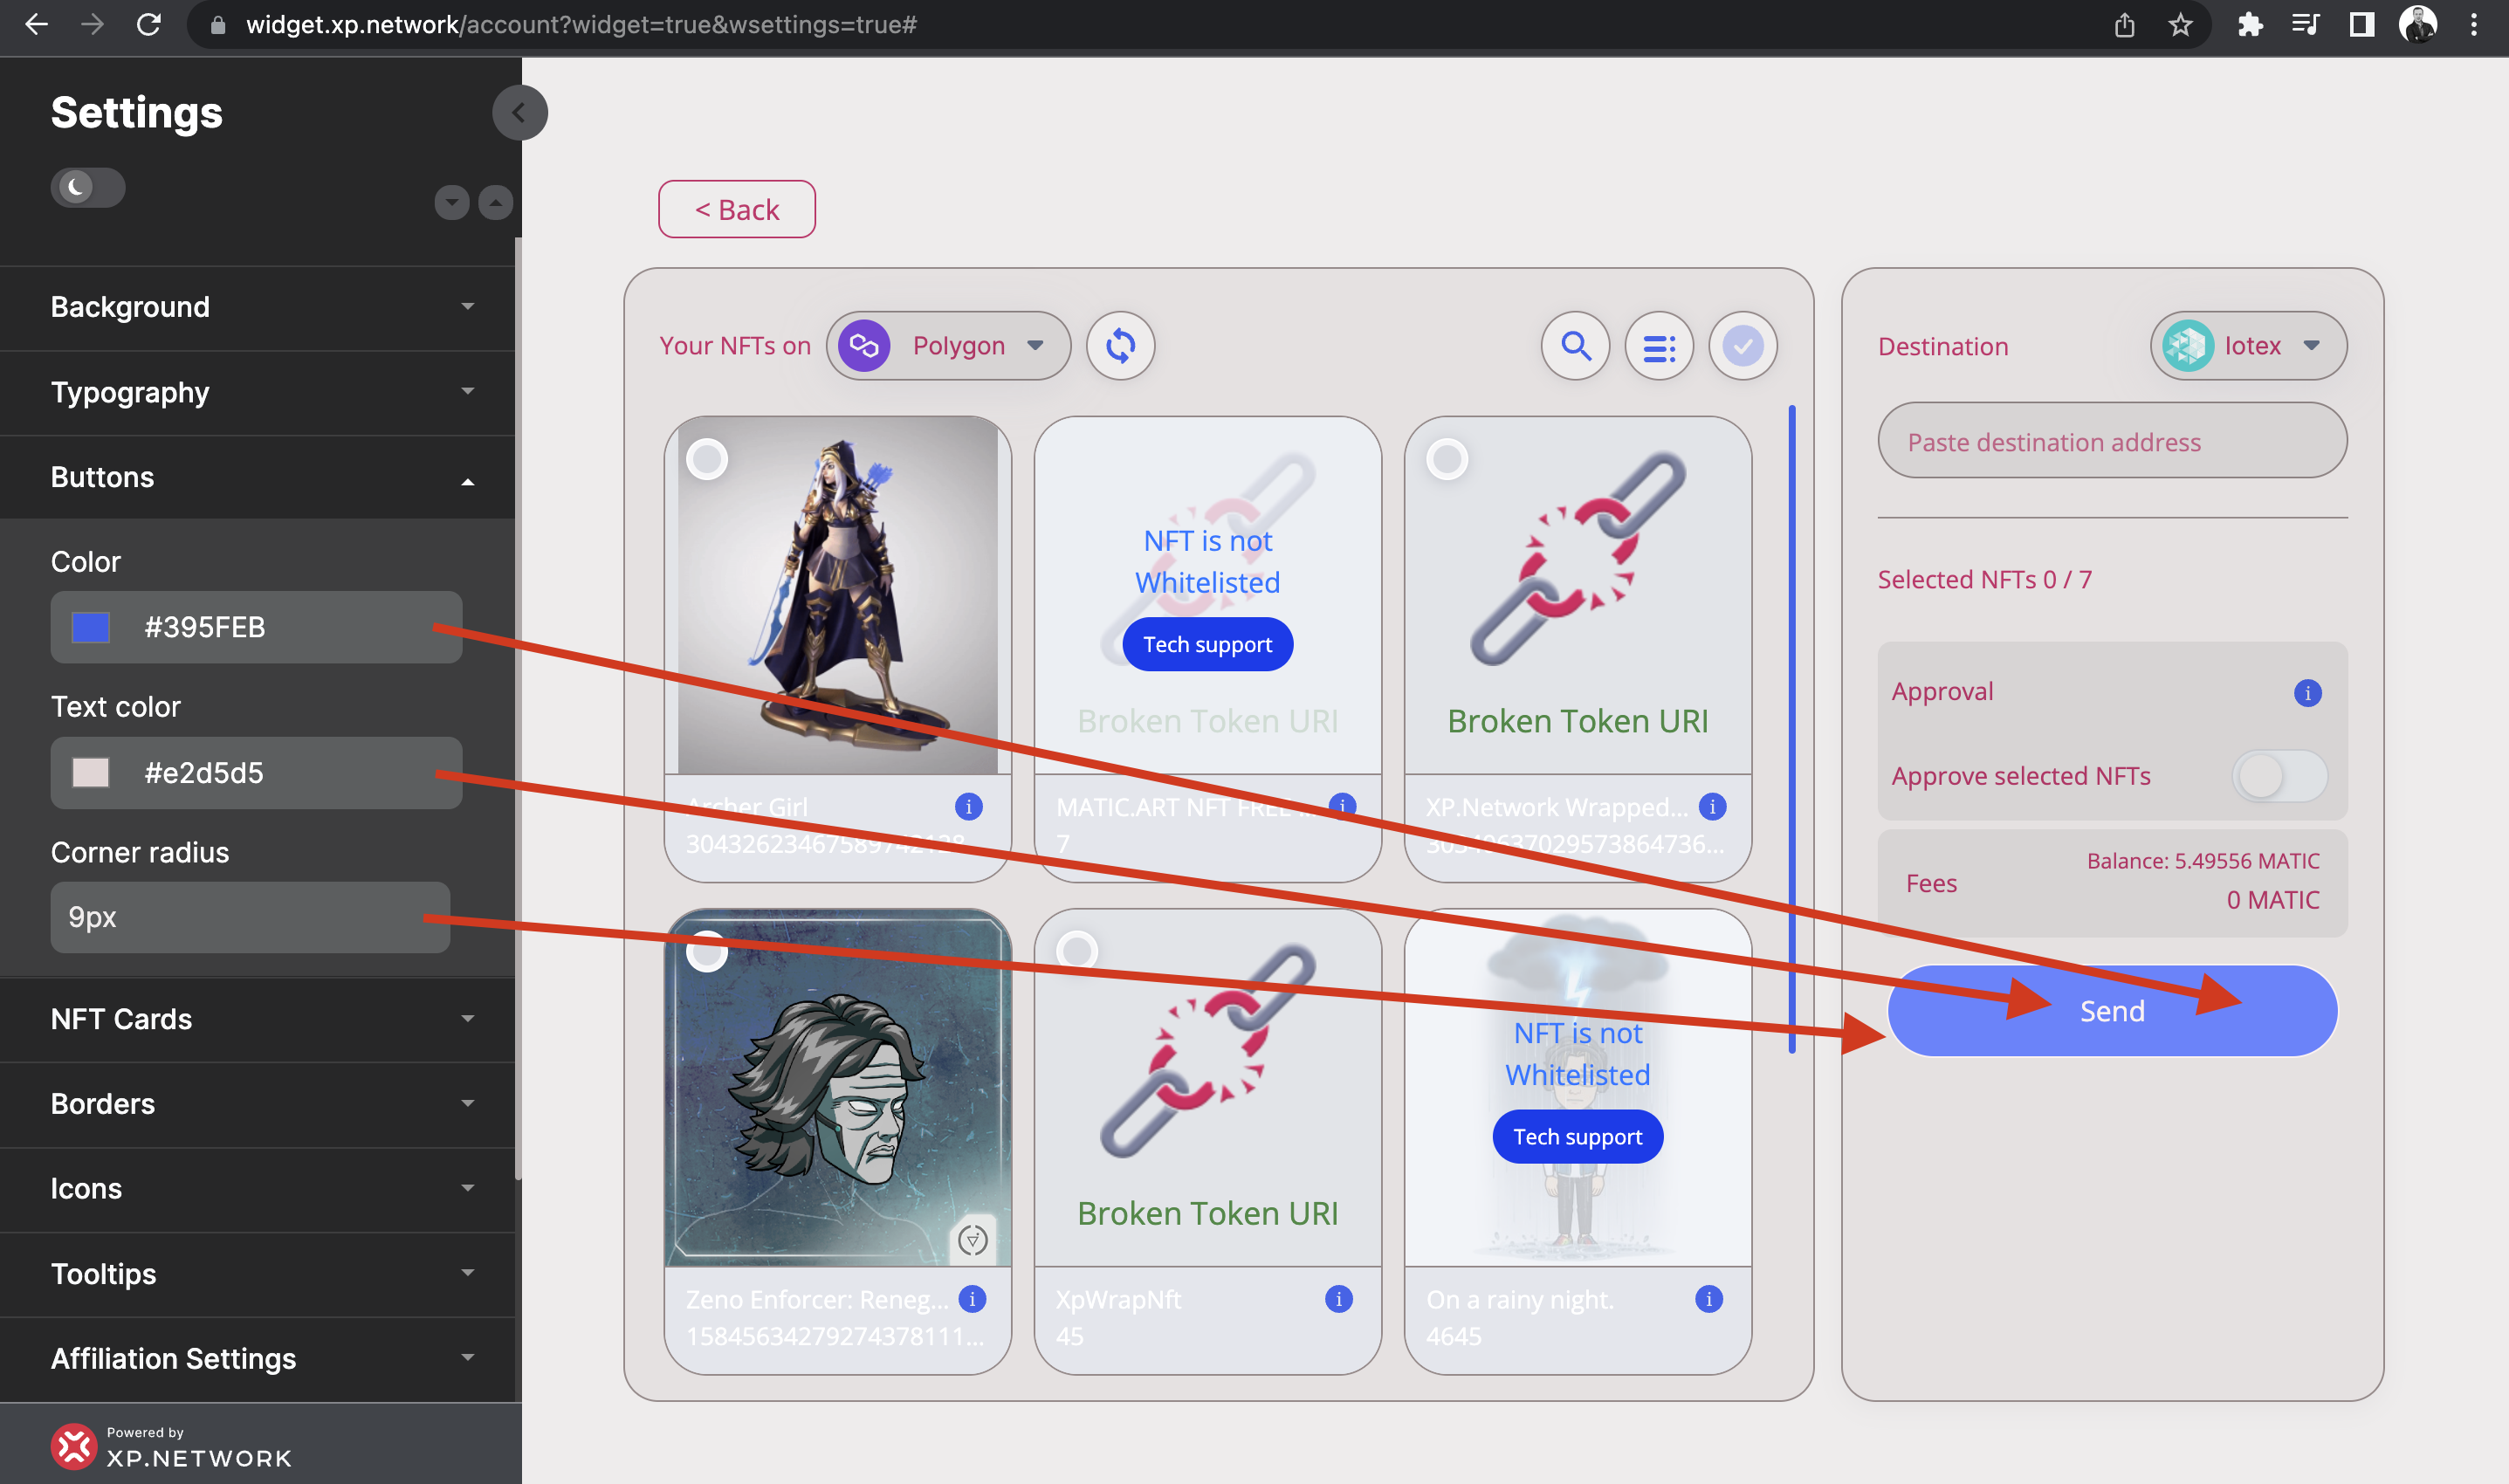 widget.xp.network/account?widget=true&wsettings=true#
Settings
Background
Typography
Buttons
Color
#395FEB
Text color
#e2d5d5
Corner radius
9px
NFT Cards
Borders
Icons
Tooltips
Affiliation Settings
Powered by
XP.NETWORK
< Back
Your NFTs on
Polygon
NFT is not
Whitelisted
Tech support
Broken Token URI
Broken Token URI
Archer Girl
MATIC.ART NFT FREE ...
7
XP.Network Wrapped...
NFT is not
Whitelisted
Tech support
Broken Token URI
Zeno Enforcer: Reneg...
15845634279274378111...
XpWrapNft
45
On a rainy night.
4645
Destination
Iotex
Paste destination address
Selected NFTs 0 / 7
Approval
Approve selected NFTs
Fees
Balance: 5.49556 MATIC
0 MATIC
Send